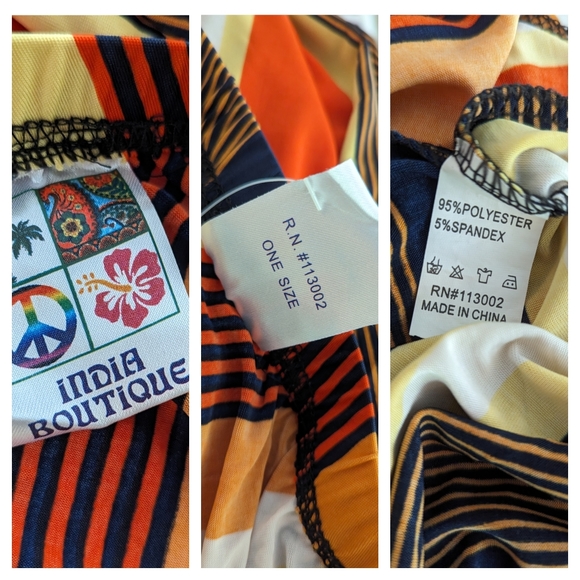 INDIA
BOUTIQUE
R.N. #113002
ONE SIZE
95%POLYESTER
5%SPANDEX
RN#113002
MADE IN CHINA